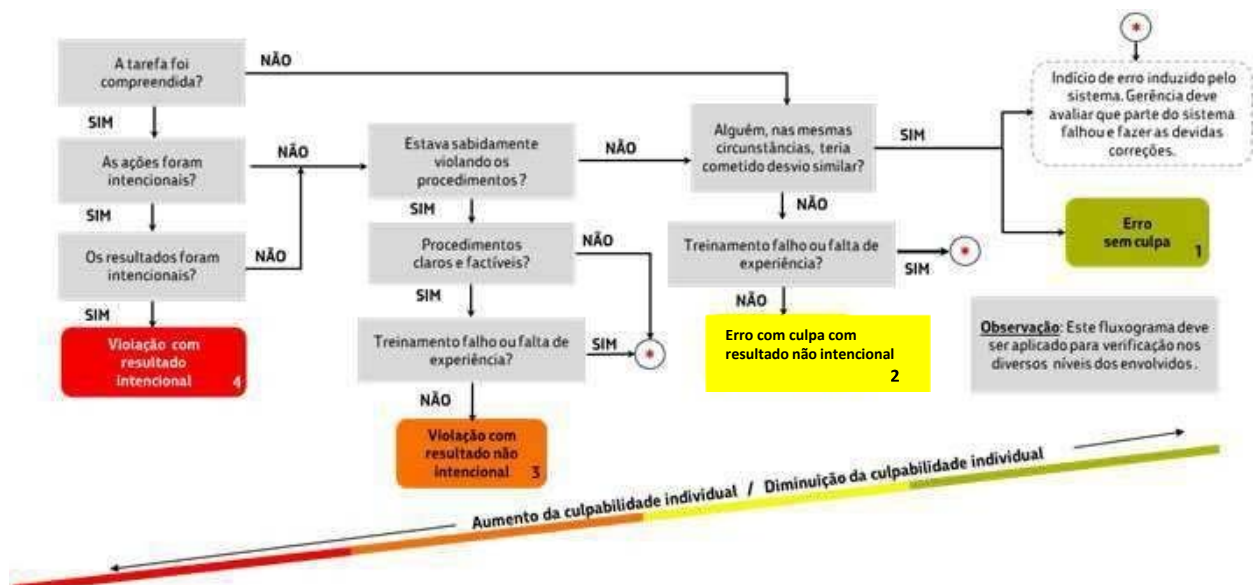 A tarefa foi
compreendida?
NÃO
SIM
As ações foram
intencionais?
NÃO
SIM
Os resultados foram
intencionais?
NÃO
SIM
Violação com
resultado
intencional
4
Estava sabidamente
violando os
procedimentos?
NÃO
SIM
Procedimentos
claros e factíveis?
NÃO
SIM
Treinamento falho ou falta de
experiência?
SIM
*
NÃO
Violação com
resultado não
intencional
3
Alguém, nas mesmas
circunstâncias, teria
cometido desvio similar?
SIM
NÃO
Treinamento falho ou falta de
experiência?
SIM
*
NÃO
Erro com culpa com
resultado não intencional
2
*
Indício de erro induzido pelo
sistema. Gerência deve
avaliar que parte do sistema
falhou e fazer as devidas
correções.
Erro
sem culpa
1
Observação: Este fluxograma deve
ser aplicado para verificação nos
diversos níveis dos envolvidos.
Aumento da culpabilidade individual / Diminuição da culpabilidade individual